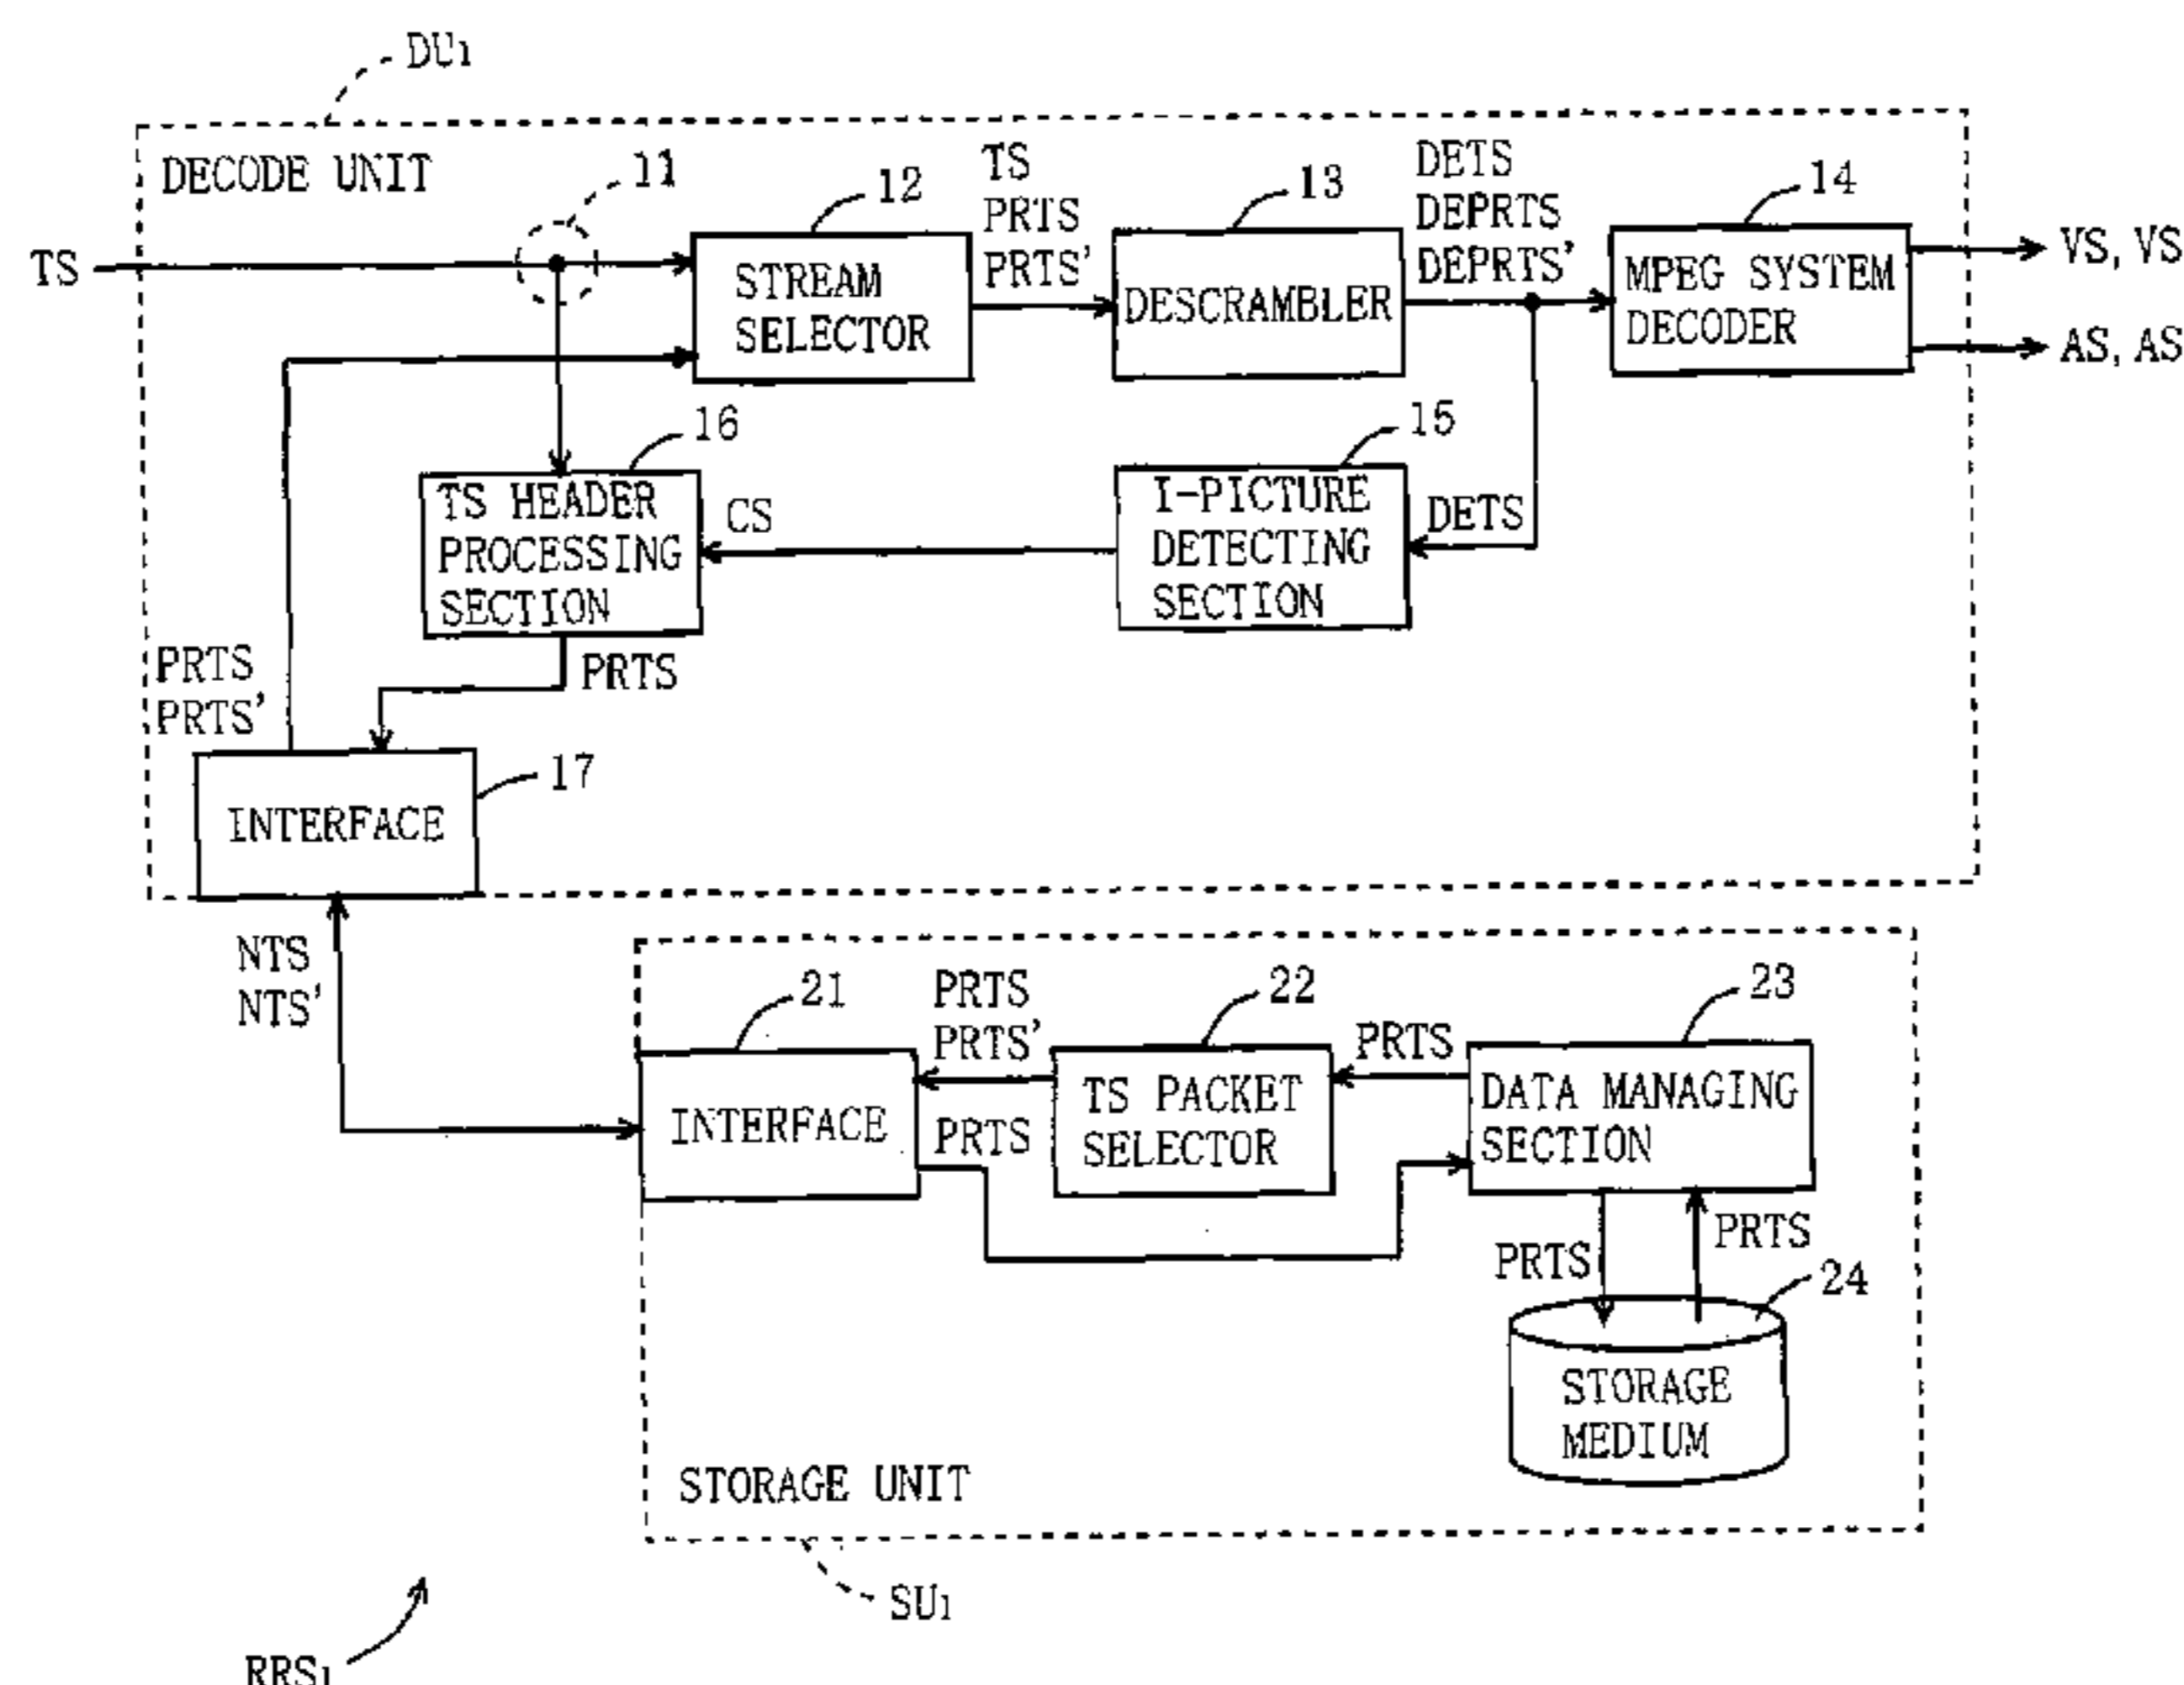 DU1
DECODE UNIT
11
12
TS
PRTS
PRTS'
13
DETS
DEPRTS
DEPRTS'
14
TS
STREAM
SELECTOR
DESCRAMBLER
MPEG SYSTEM
DECODER
VS, VS
AS, AS
16
TS HEADER
PROCESSING
SECTION
CS
15
I-PICTURE
DETECTING
SECTION
DETS
PRTS
PRTS'
PRTS
17
INTERFACE
NTS
NTS'
21
INTERFACE
PRTS
PRTS'
PRTS
22
TS PACKET
SELECTOR
PRTS
23
DATA MANAGING
SECTION
PRTS
PRTS
24
STORAGE
MEDIUM
STORAGE UNIT
SU1
RRS1